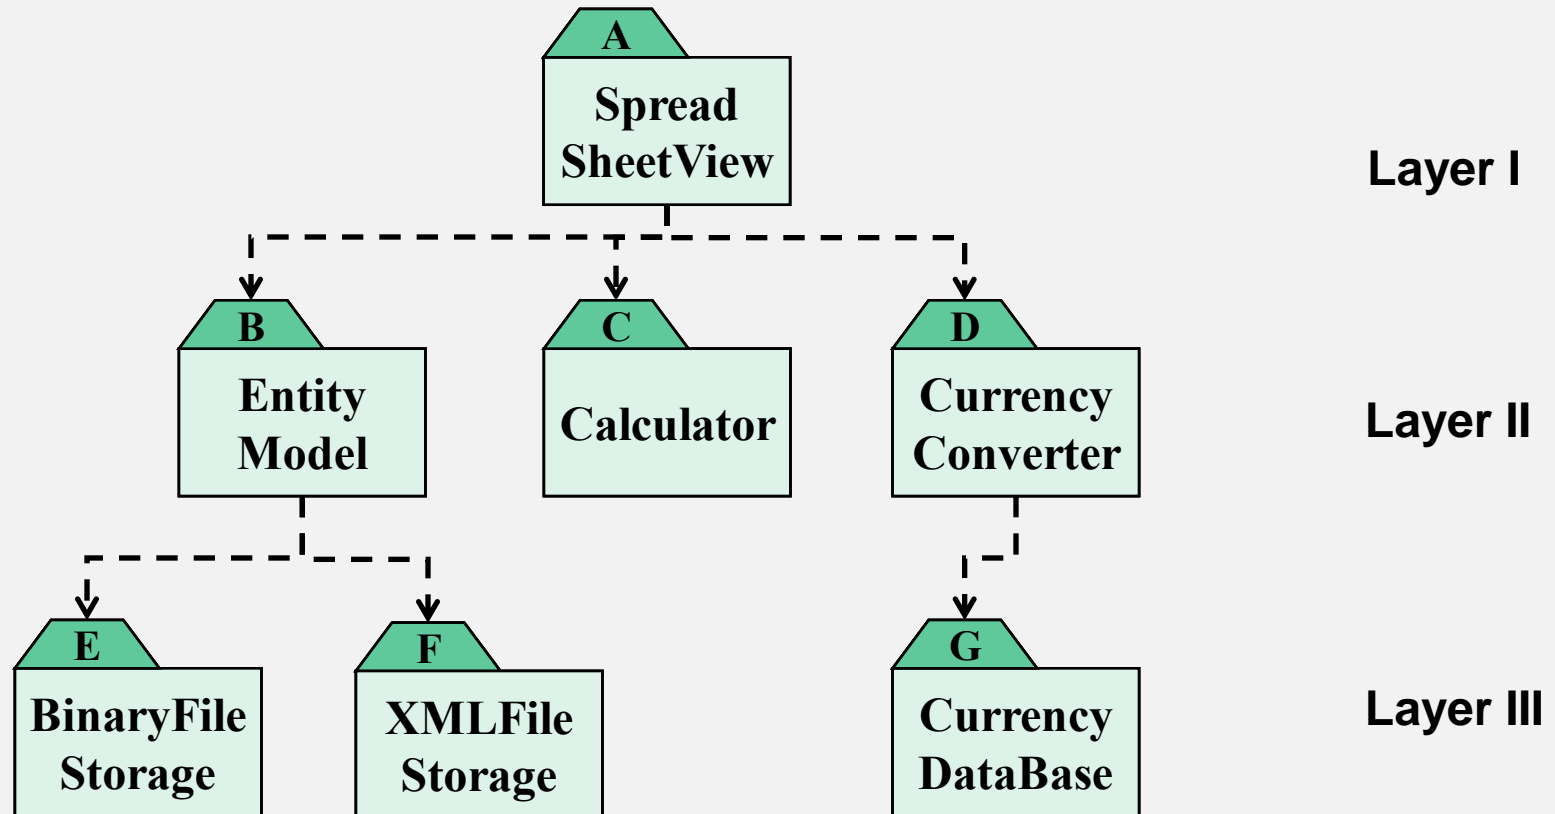 A
Spread
SheetView
Layer I
B
C
D
Entity
Model
Calculator
Currency
Converter
Layer II
E
F
G
BinaryFile
Storage
XMLFile
Storage
Currency
DataBase
Layer III